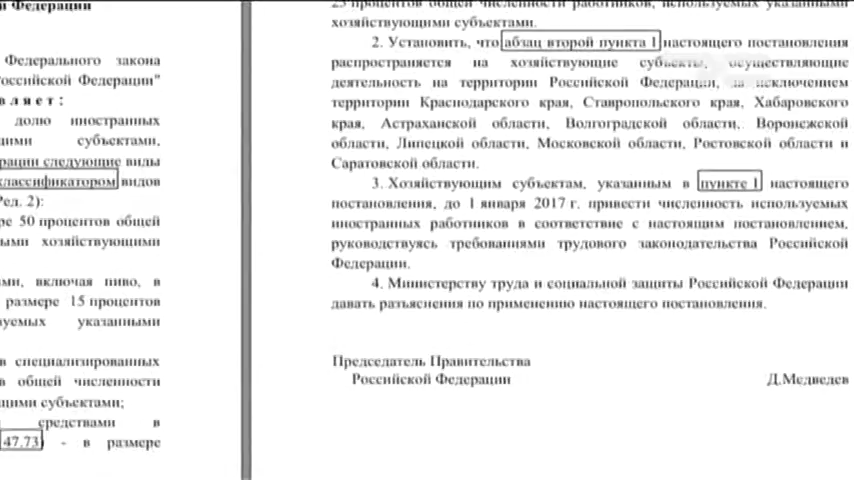 й Федерации
Федерального закона
Российской Федерации"
в л я е т :
долю иностранных
щими субъектами,
рации следующие виды
классификатором видов
Ред. 2):
ре 50 процентов общей
ыми хозяйствующими
ми, включая пиво, в
размере 15 процентов
зуемых указанными
в специализированных
в общей численности
щими субъектами;
средствами в
47.73) - в размере
25 процентов общей численности работников, используемых указанными
хозяйствующими субъектами.
2. Установить, что абзац второй пункта 1 настоящего постановления
распространяется на хозяйствующие субъекты, осуществляющие
деятельность на территории Российской Федерации, за исключением
территории Краснодарского края, Ставропольского края, Хабаровского
края, Астраханской области, Волгоградской области, Воронежской
области, Липецкой области, Московской области, Ростовской области и
Саратовской области.
3. Хозяйствующим субъектам, указанным в пункте 1 настоящего
постановления, до 1 января 2017 г. привести численность используемых
иностранных работников в соответствие с настоящим постановлением,
руководствуясь требованиями трудового законодательства Российской
Федерации.
4. Министерству труда и социальной защиты Российской Федерации
давать разъяснения по применению настоящего постановления.
Председатель Правительства
Российской Федерации
Д.Медведев